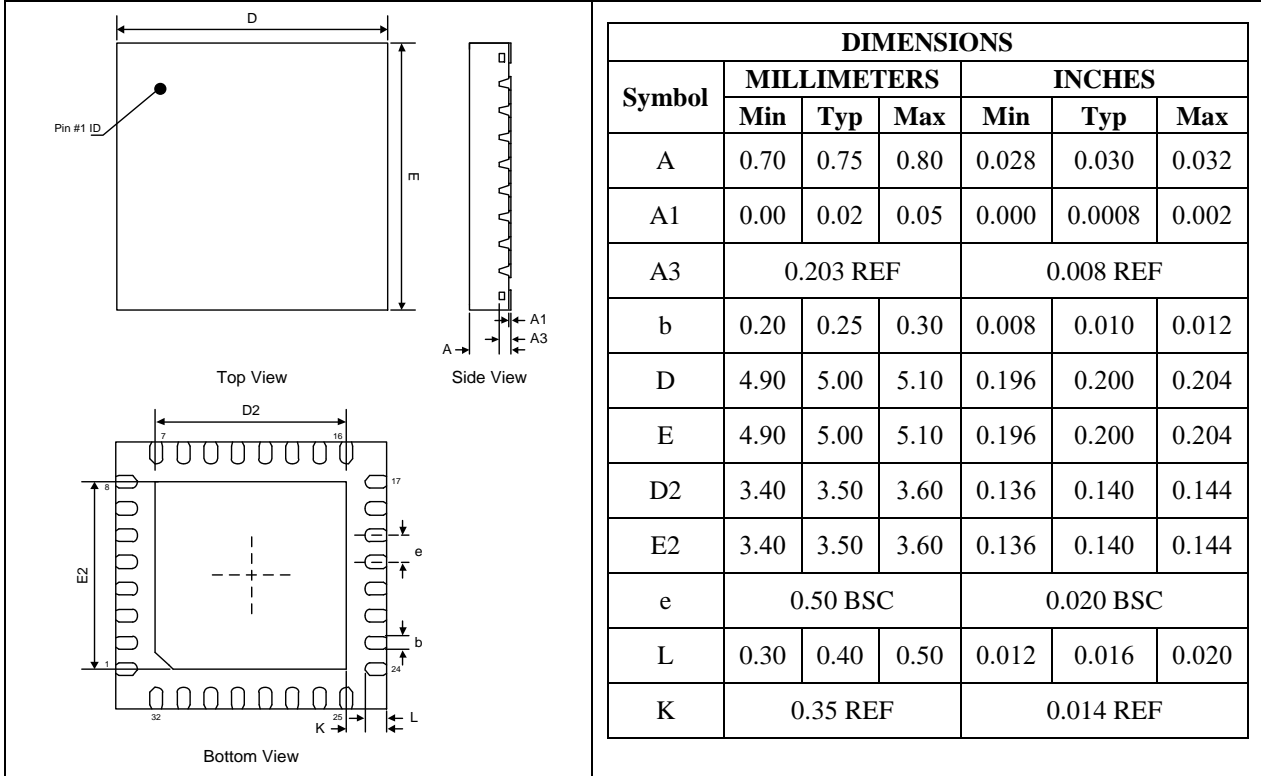 D
Pin #1 ID
E
A1
A3
A
Top View
Side View
D2
7
16
8
17
e
E2
b
1
24
32
25
L
K
Bottom View
DIMENSIONS
Symbol MILLIMETERS INCHES
Min Typ Max Min Typ Max
A 0.70 0.75 0.80 0.028 0.030 0.032
A1 0.00 0.02 0.05 0.000 0.0008 0.002
A3 0.203 REF 0.008 REF
b 0.20 0.25 0.30 0.008 0.010 0.012
D 4.90 5.00 5.10 0.196 0.200 0.204
E 4.90 5.00 5.10 0.196 0.200 0.204
D2 3.40 3.50 3.60 0.136 0.140 0.144
E2 3.40 3.50 3.60 0.136 0.140 0.144
e 0.50 BSC 0.020 BSC
L 0.30 0.40 0.50 0.012 0.016 0.020
K 0.35 REF 0.014 REF